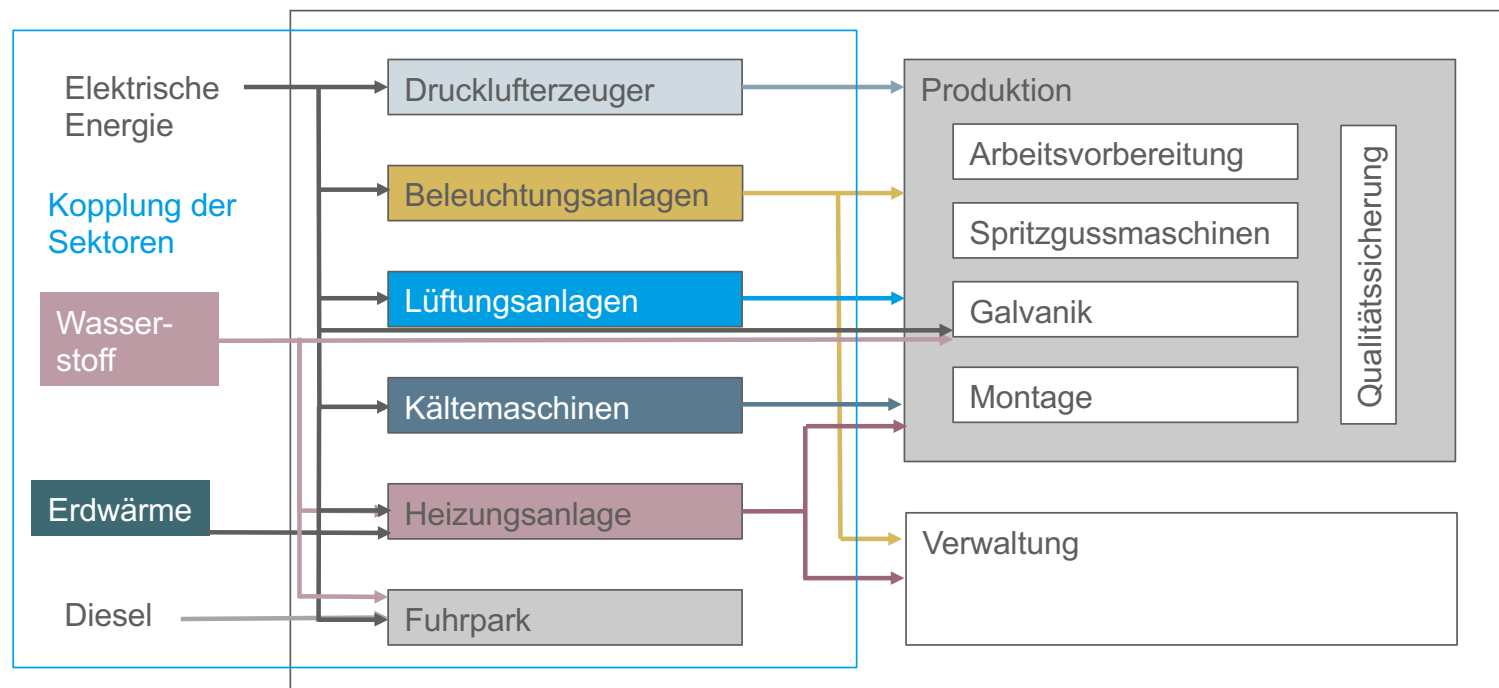 Elektrische
Energie
Kopplung der
Sektoren
Wasser-
stoff
Erdwärme
Diesel
Drucklufterzeuger
Beleuchtungsanlagen
Lüftungsanlagen
Kältemaschinen
Heizungsanlage
Fuhrpark
Produktion
Arbeitsvorbereitung
Spritzgussmaschinen
Galvanik
Montage
Qualitätssicherung
Verwaltung